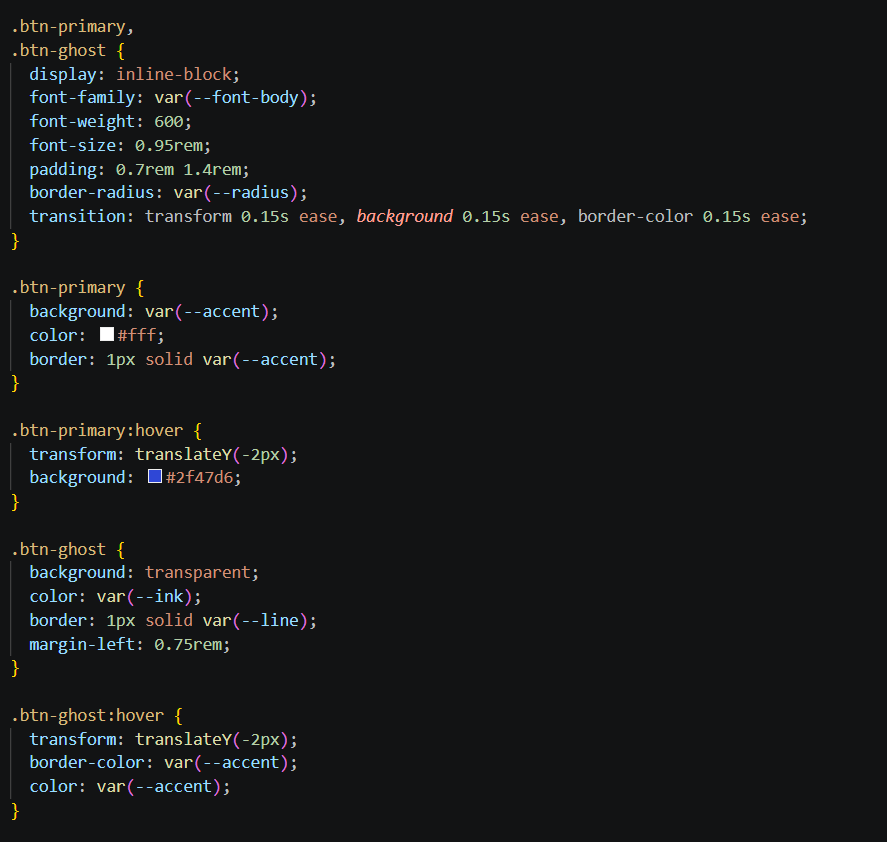 .btn-primary,
.btn-ghost {
  display: inline-block;
  font-family: var(--font-body);
  font-weight: 600;
  font-size: 0.95rem;
  padding: 0.7rem 1.4rem;
  border-radius: var(--radius);
  transition: transform 0.15s ease, background 0.15s ease, border-color 0.15s ease;
}

.btn-primary {
  background: var(--accent);
  color: #fff;
  border: 1px solid var(--accent);
}

.btn-primary:hover {
  transform: translateY(-2px);
  background: #2f47d6;
}

.btn-ghost {
  background: transparent;
  color: var(--ink);
  border: 1px solid var(--line);
  margin-left: 0.75rem;
}

.btn-ghost:hover {
  transform: translateY(-2px);
  border-color: var(--accent);
  color: var(--accent);
}